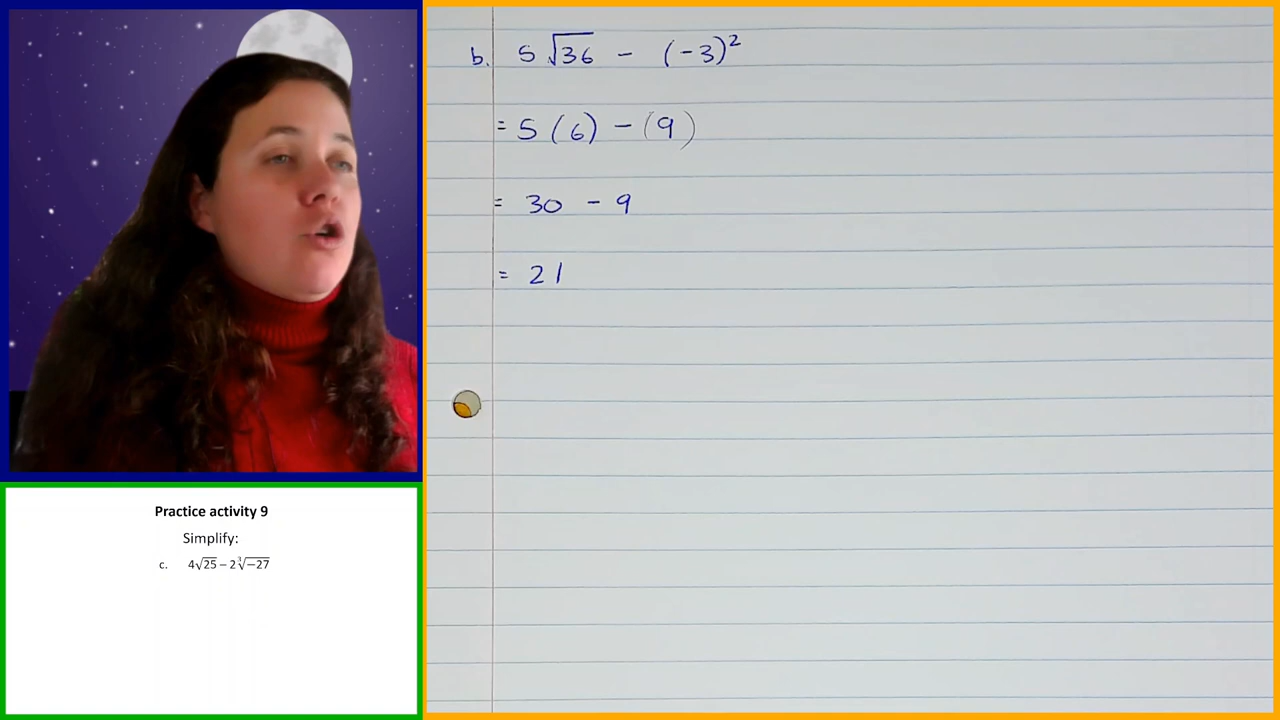 b. 5√36 - (-3)²
= 5(6) - (9)
= 30 - 9
= 21
Practice activity 9
Simplify:
c. 4√25 − 2∛−27